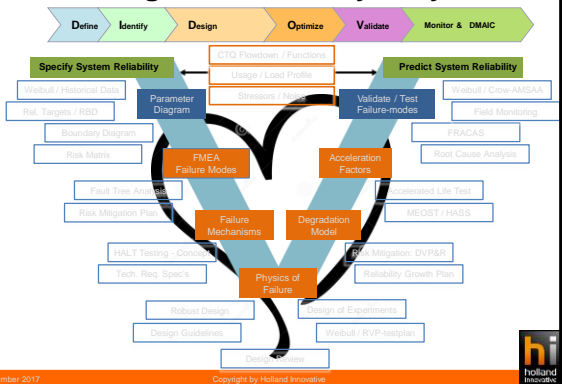 Define
Identify
Design
Optimize
Validate
Monitor & DMAIC
CTQ Flowdown / Functions
Specify System Reliability
Predict System Reliability
Usage / Load Profile
Weibull / Historical Data
Stressors / Noise
Weibull / Crow-AMSAA
Parameter
Diagram
Validate / Test
Failure-modes
Rel. Targets / RBD
Field Monitoring
Boundary Diagram
FRACAS
Risk Matrix
FMEA
Failure Modes
Acceleration
Factors
Root Cause Analysis
Fault Tree Analysis
Accelerated Life Test
Risk Mitigation Plan
Failure
Mechanisms
Degradation
Model
MEOST / HASS
HALT Testing - Concept
Risk Mitigation: DVP&R
Tech. Req. Spec's
Physics of
Failure
Reliability Growth Plan
Robust Design
Design of Experiments
Design Guidelines
Weibull / RVP-testplan
Design Review
hi
holland
innovative
mber 2017
Copyright by Holland Innovative